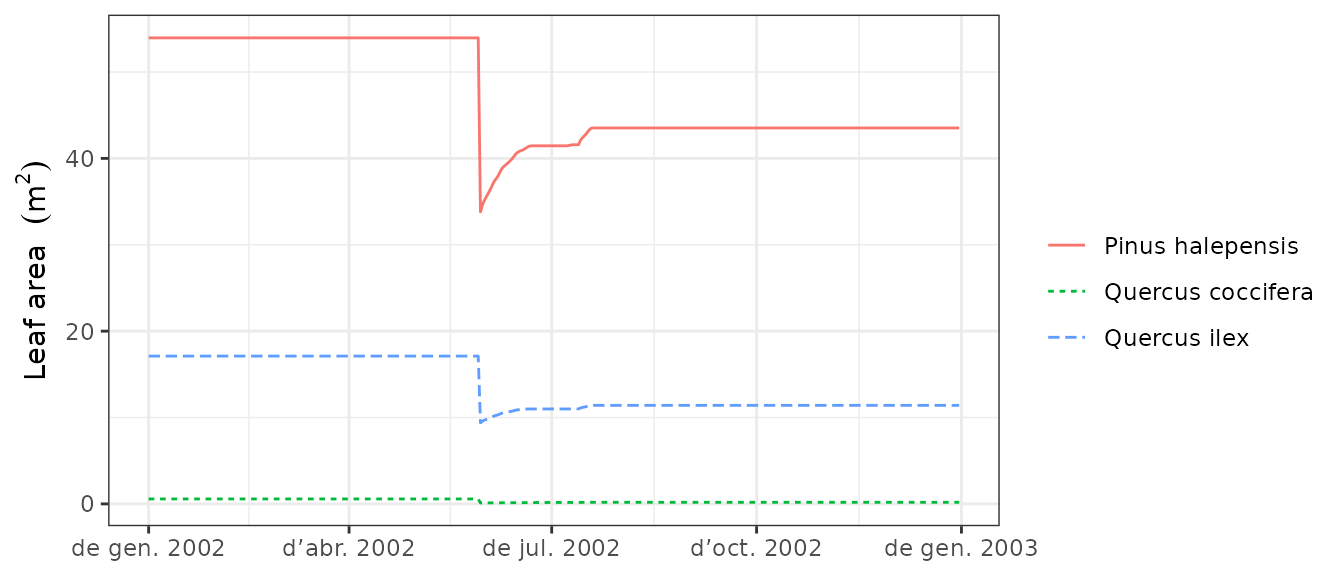 Leaf area (m²)
40
20
0
de gen. 2002
d’abr. 2002
de jul. 2002
d’oct. 2002
de gen. 2003
Pinus halepensis
Quercus coccifera
Quercus ilex